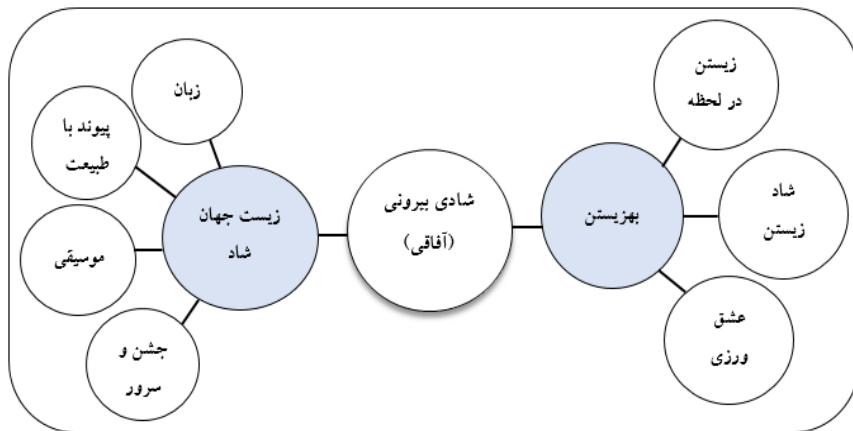 زیستن
در لحظه
شاد
زیستن
عشق
ورزی
بهزیستن
شادی بیرونی
(آفاقی)
زیست جهان
شاد
زبان
پیوند با
طبیعت
موسیقی
جشن و
سرور